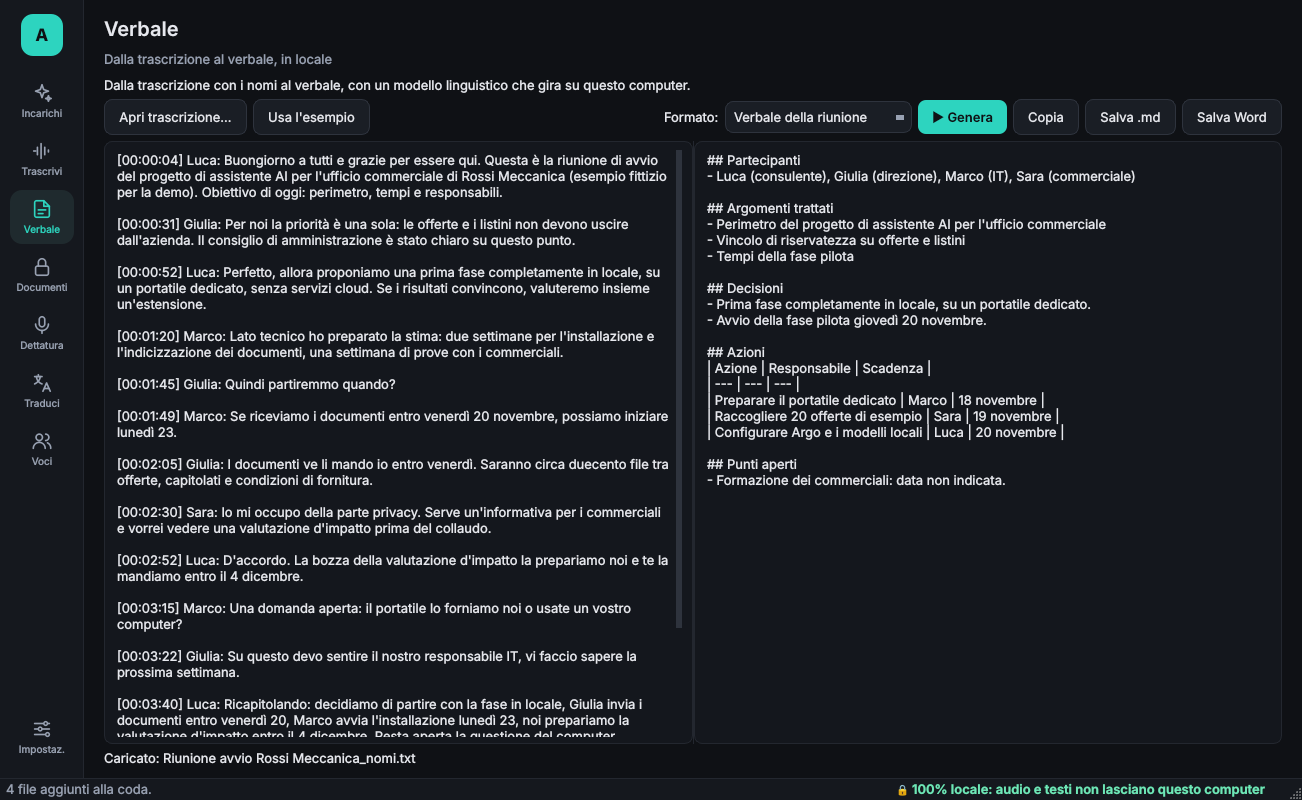 A
Verbale
Dalla trascrizione al verbale, in locale
Dalla trascrizione con i nomi al verbale, con un modello linguistico che gira su questo computer.
Incarichi
Trascrivi
Verbale
Documenti
Dettatura
Traduci
Voci
Impostaz.
Apri trascrizione...
Usa l'esempio
Formato:
Verbale della riunione
▶ Genera
Copia
Salva .md
Salva Word
[00:00:04] Luca: Buongiorno a tutti e grazie per essere qui. Questa è la riunione di avvio
del progetto di assistente AI per l'ufficio commerciale di Rossi Meccanica (esempio fittizio
per la demo). Obiettivo di oggi: perimetro, tempi e responsabili.
[00:00:31] Giulia: Per noi la priorità è una sola: le offerte e i listini non devono uscire
dall'azienda. Il consiglio di amministrazione è stato chiaro su questo punto.
[00:00:52] Luca: Perfetto, allora proponiamo una prima fase completamente in locale, su
un portatile dedicato, senza servizi cloud. Se i risultati convincono, valuteremo insieme
un'estensione.
[00:01:20] Marco: Lato tecnico ho preparato la stima: due settimane per l'installazione e
l'indicizzazione dei documenti, una settimana di prove con i commerciali.
[00:01:45] Giulia: Quindi partiremmo quando?
[00:01:49] Marco: Se riceviamo i documenti entro venerdì 20 novembre, possiamo iniziare
lunedì 23.
[00:02:05] Giulia: I documenti ve li mando io entro venerdì. Saranno circa duecento file tra
offerte, capitolati e condizioni di fornitura.
[00:02:30] Sara: Io mi occupo della parte privacy. Serve un'informativa per i commerciali
e vorrei vedere una valutazione d'impatto prima del collaudo.
[00:02:52] Luca: D'accordo. La bozza della valutazione d'impatto la prepariamo noi e te la
mandiamo entro il 4 dicembre.
[00:03:15] Marco: Una domanda aperta: il portatile lo forniamo noi o usate un vostro
computer?
[00:03:22] Giulia: Su questo devo sentire il nostro responsabile IT, vi faccio sapere la
prossima settimana.
[00:03:40] Luca: Ricapitolando: decidiamo di partire con la fase in locale, Giulia invia i
documenti entro venerdì 20, Marco avvia l'installazione lunedì 23, noi prepariamo la
valutazione d'impatto entro il 4 dicembre. Resta aperta la questione del computer
## Partecipanti
- Luca (consulente), Giulia (direzione), Marco (IT), Sara (commerciale)
## Argomenti trattati
- Perimetro del progetto di assistente AI per l'ufficio commerciale
- Vincolo di riservatezza su offerte e listini
- Tempi della fase pilota
## Decisioni
- Prima fase completamente in locale, su un portatile dedicato.
- Avvio della fase pilota giovedì 20 novembre.
## Azioni
| Azione | Responsabile | Scadenza |
| --- | --- | --- |
| Preparare il portatile dedicato | Marco | 18 novembre |
| Raccogliere 20 offerte di esempio | Sara | 19 novembre |
| Configurare Argo e i modelli locali | Luca | 20 novembre |
## Punti aperti
- Formazione dei commerciali: data non indicata.
Caricato: Riunione avvio Rossi Meccanica_nomi.txt
4 file aggiunti alla coda.
🔒 100% locale: audio e testi non lasciano questo computer